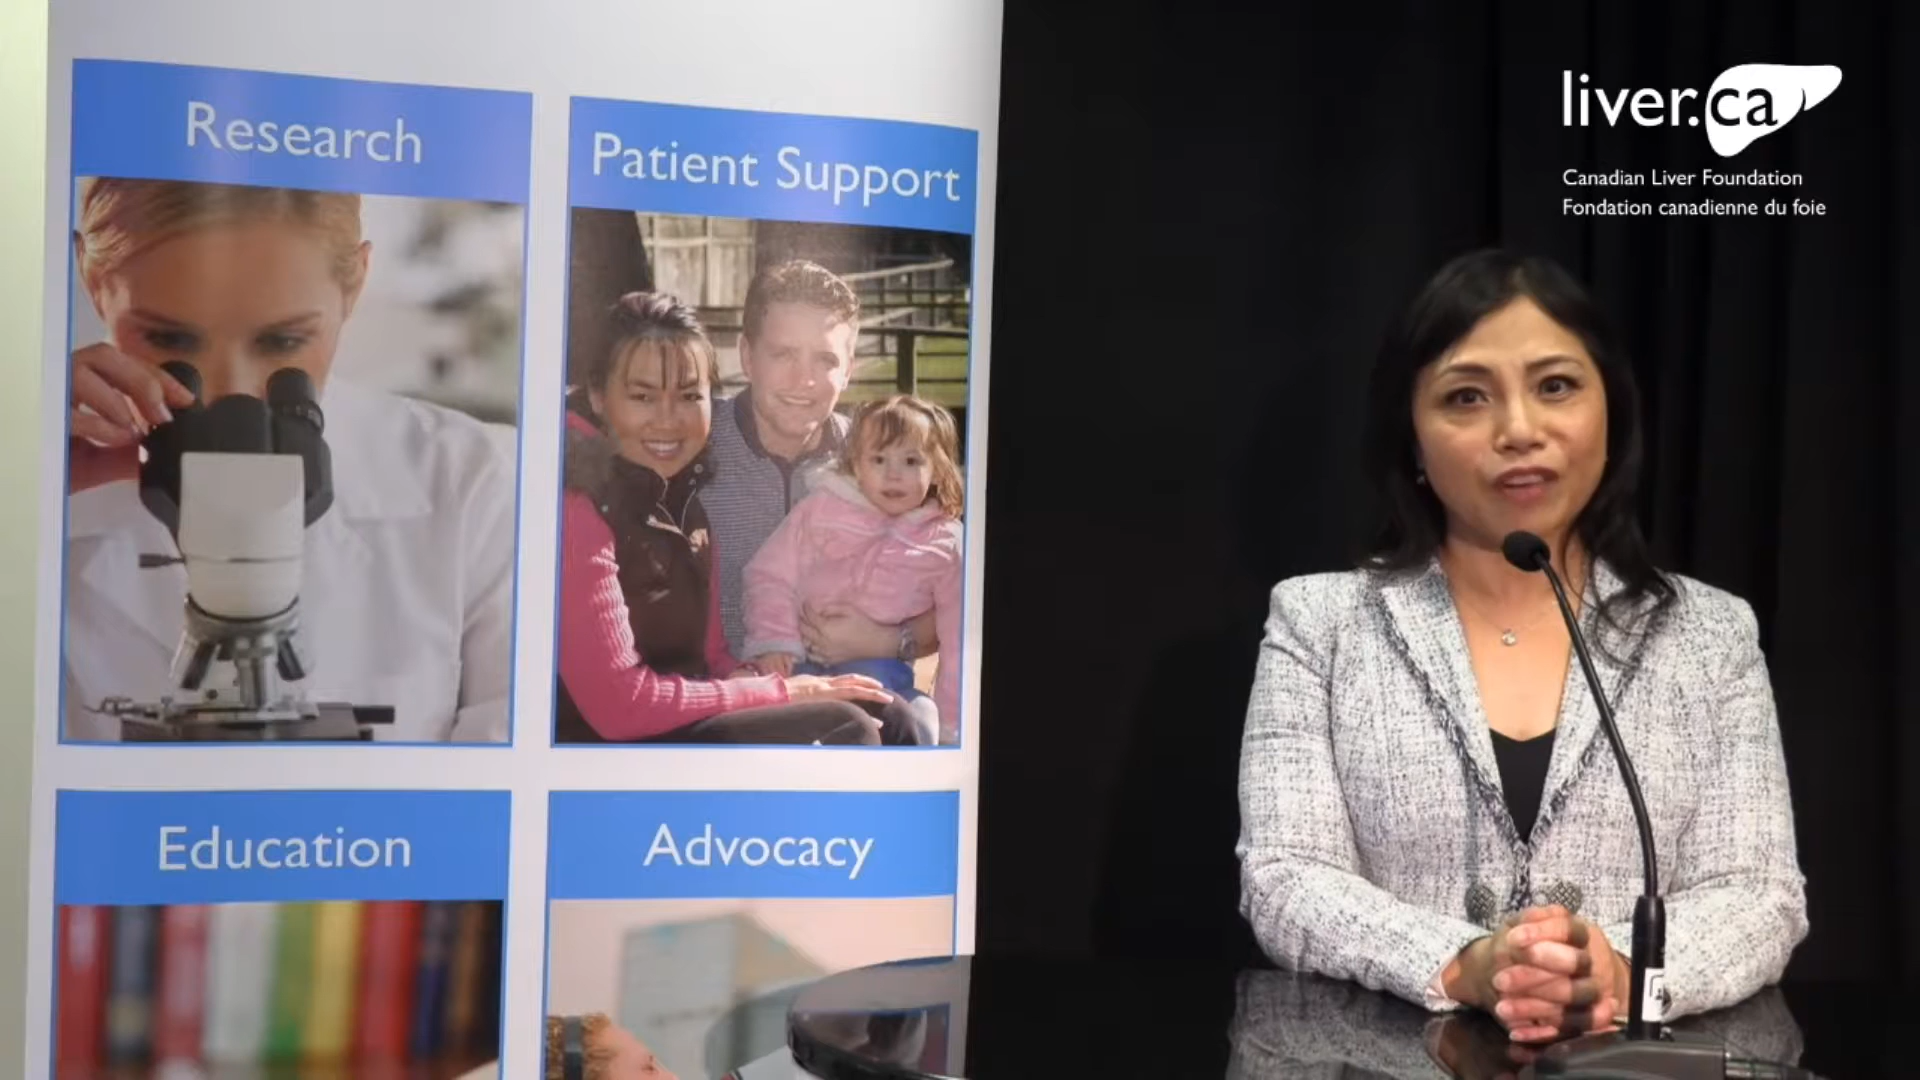 Research
Patient Support
Education
Advocacy
liver.ca
Canadian Liver Foundation
Fondation canadienne du foie